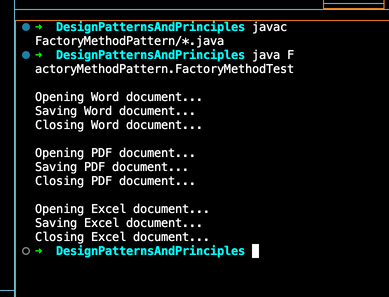 ➜ DesignPatternsAndPrinciples javac
FactoryMethodPattern/*.java
➜ DesignPatternsAndPrinciples java F
actoryMethodPattern.FactoryMethodTest
Opening Word document...
Saving Word document...
Closing Word document...
Opening PDF document...
Saving PDF document...
Closing PDF document...
Opening Excel document...
Saving Excel document...
Closing Excel document...
➜ DesignPatternsAndPrinciples